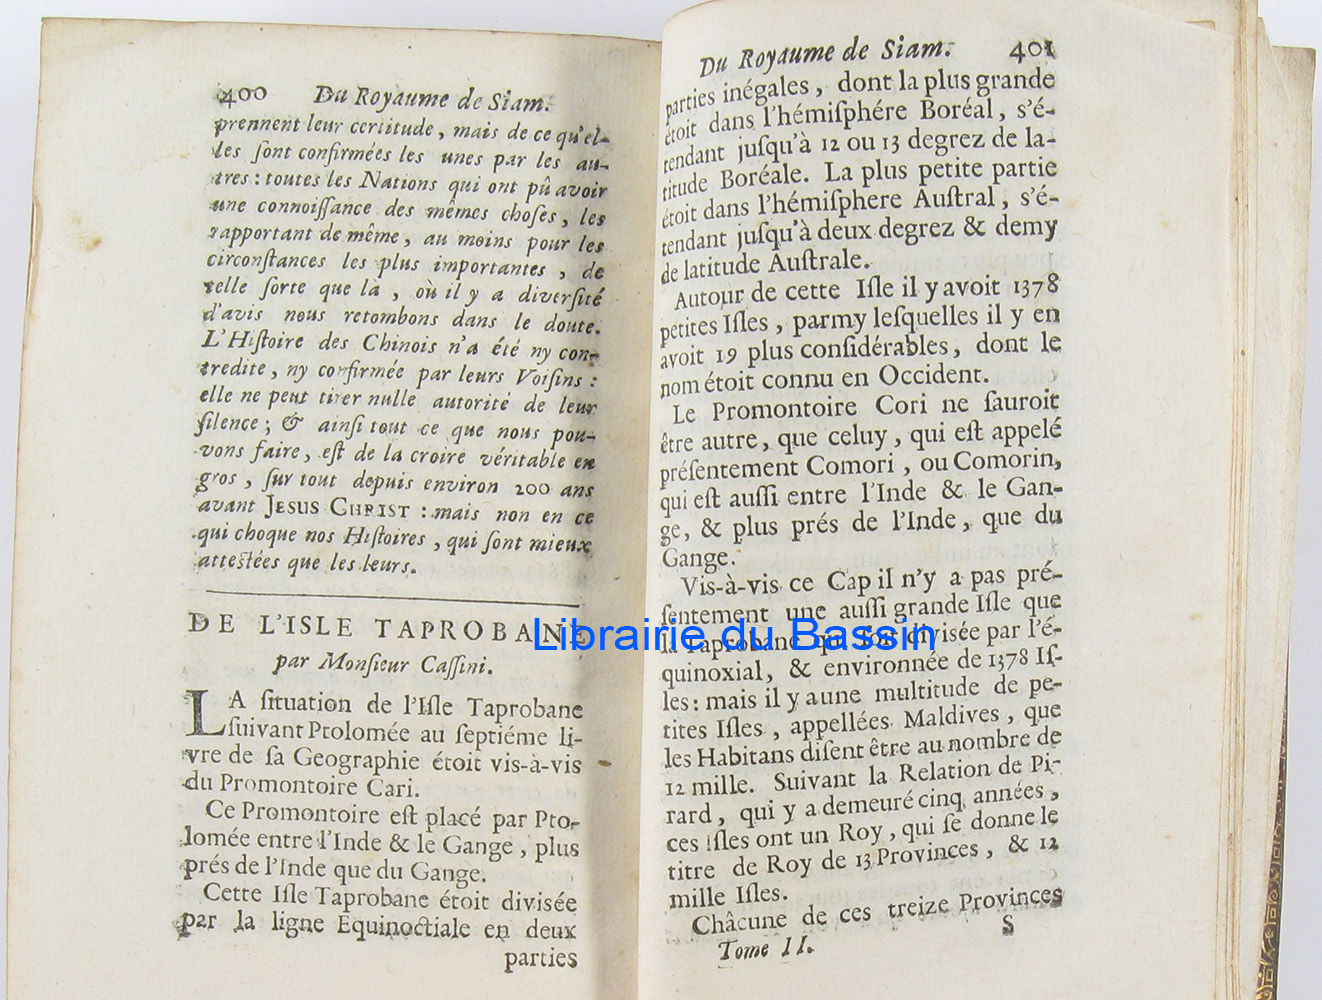 400 Du Royaume de Siam.
prennent leur certitude, mais de ce qu'el-
les ſont confirmées les unes par les au-
tres : toutes les Nations qui ont pû avoir
une connoiſſance des mêmes choſes, les
rapportant de même, au moins pour les
circonſtances les plus importantes, de
telle ſorte que là, où il y a diverſité
d'avis nous retombons dans le doute.
L'Hiſtoire des Chinois n'a été ny con-
tredite, ny confirmée par leurs Voiſins :
elle ne peut tirer nulle autorité de leur
ſilence ; & ainſi tout ce que nous pou-
vons faire, eſt de la croire véritable en
gros, ſur tout depuis environ 200 ans
avant JESUS CHRIST : mais non en ce
qui choque nos Hiſtoires, qui ſont mieux
atteſtées que les leurs.
DE L'ISLE TAPROBANE
par Monſieur Caſſini.
LA ſituation de l'Iſle Taprobane
ſuivant Ptolomée au ſeptiéme li-
vre de ſa Geographie étoit vis-à-vis
du Promontoire Cari.
Ce Promontoire eſt placé par Pto-
lomée entre l'Inde & le Gange, plus
prés de l'Inde que du Gange.
Cette Iſle Taprobane étoit divisée
par la ligne Equinoctiale en deux
parties
Du Royaume de Siam. 401
parties inégales, dont la plus grande
étoit dans l'hémiſphére Boréal, s'é-
tendant juſqu'à 12 ou 13 degrez de la-
titude Boréale. La plus petite partie
étoit dans l'hémiſphere Auſtral, s'é-
tendant juſqu'à deux degrez & demy
de latitude Auſtrale.
Autour de cette Iſle il y avoit 1378
petites Iſles, parmy leſquelles il y en
avoit 19 plus conſidérables, dont le
nom étoit connu en Occident.
Le Promontoire Cori ne ſauroit
être autre, que celuy, qui eſt appelé
préſentement Comori, ou Comorin,
qui eſt auſſi entre l'Inde & le Gan-
ge, & plus prés de l'Inde, que du
Gange.
Vis-à-vis ce Cap il n'y a pas pré-
ſentement une auſſi grande Iſle que
la Taprobane qui ſoit divisée par l'é-
quinoxial, & environnée de 1378 Iſ-
les : mais il y a une multitude de pe-
tites Iſles, appellées Maldives, que
les Habitans diſent être au nombre de
12 mille. Suivant la Relation de Pi-
rard, qui y a demeuré cinq années,
ces Iſles ont un Roy, qui ſe donne le
titre de Roy de 13 Provinces, & 12
mille Iſles.
Châcune de ces treize Provinces
Tome II. S
Librairie du Bassin